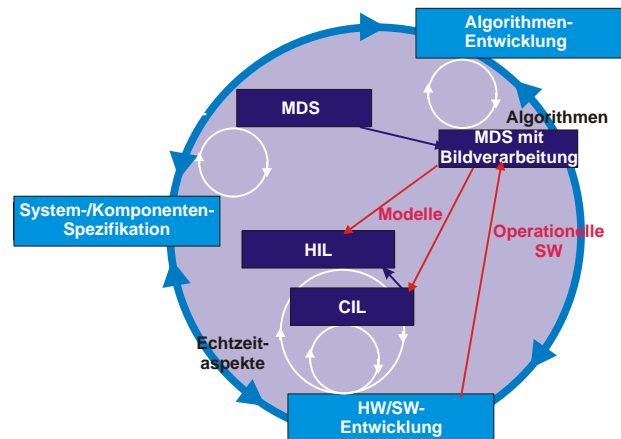 Algorithmen-
Entwicklung
MDS
Algorithmen
MDS mit
Bildverarbeitung
System-/Komponenten-
Spezifikation
Modelle
Operationelle
SW
HIL
CIL
Echtzeit-
aspekte
HW/SW-
Entwicklung